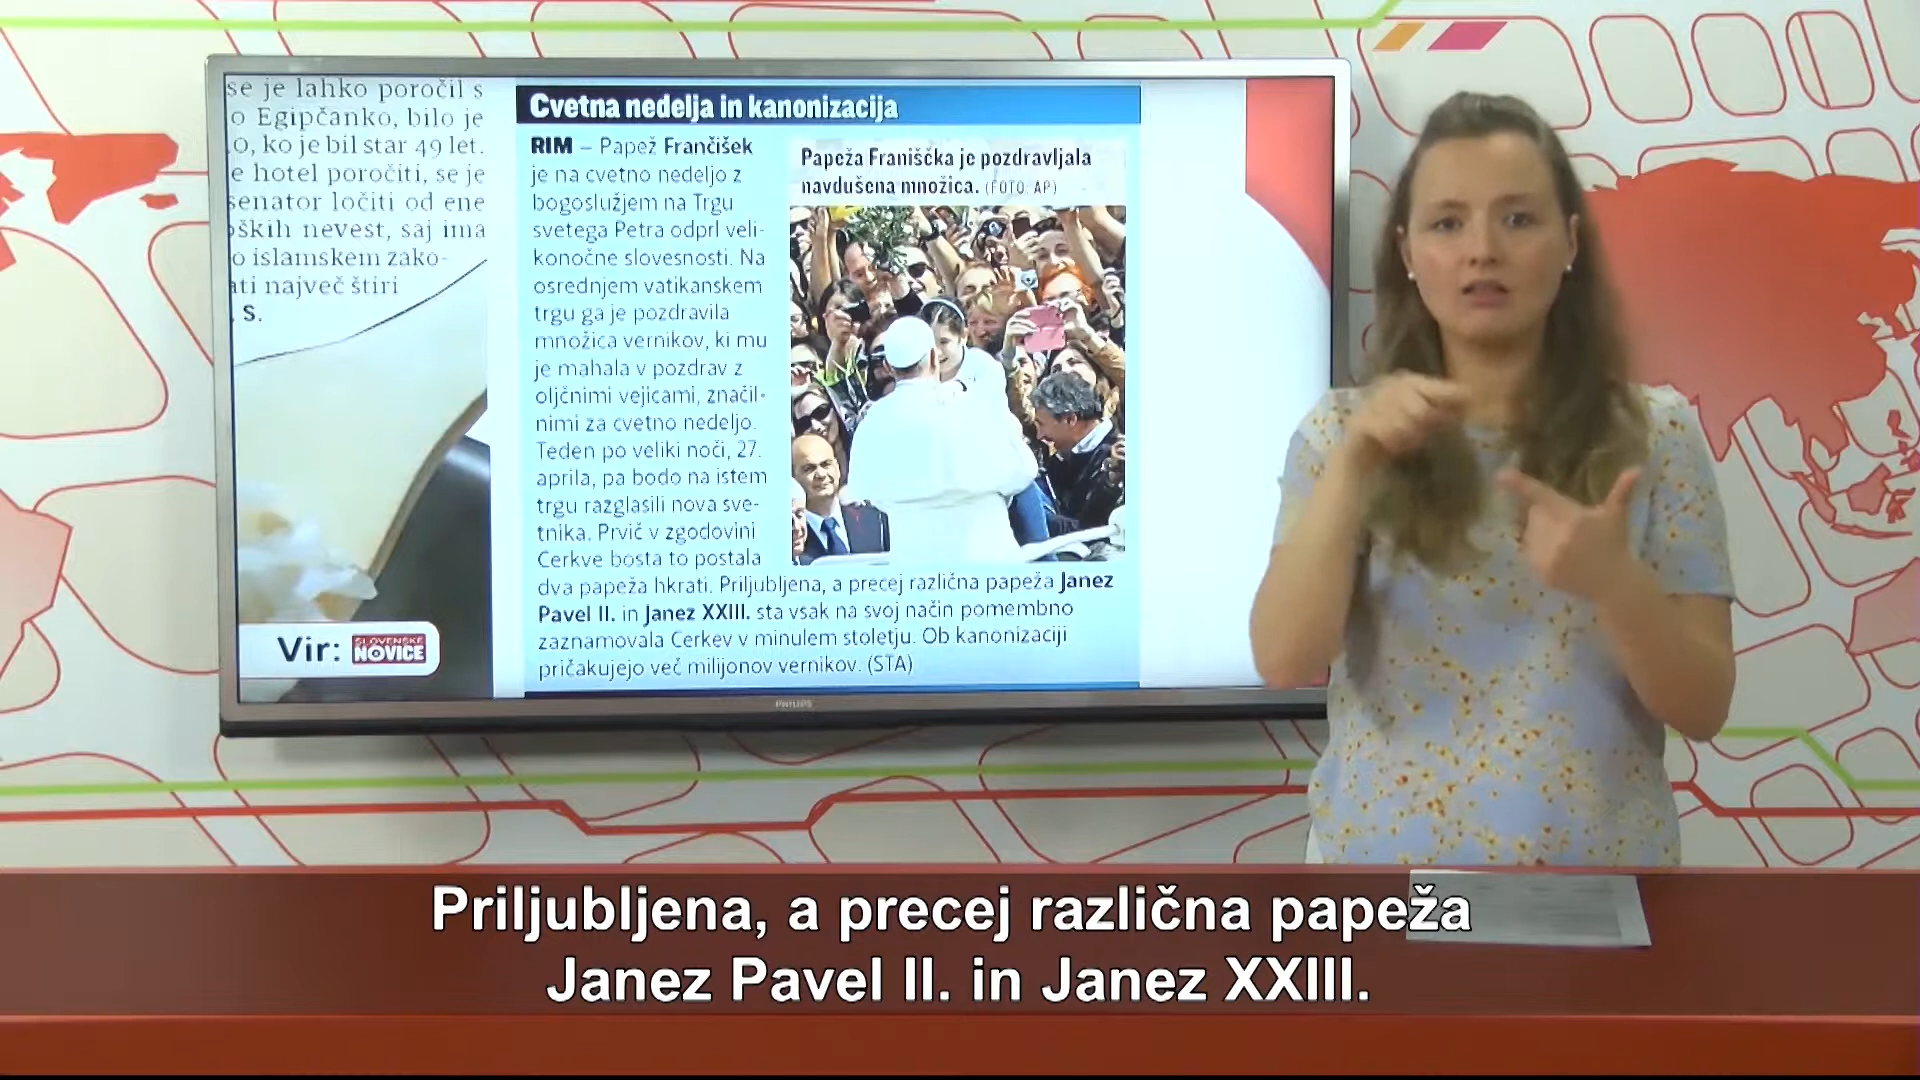 se je lahko poročil s
o Egipčanko, bilo je
0, ko je bil star 49 let.
e hotel poročiti, se je
senator ločiti od ene
ških nevest, saj ima
o islamskem zako-
ati največ štiri
. S.
Vir: SLOVENSKE
NOVICE
Cvetna nedelja in kanonizacija
RIM – Papež Frančišek
je na cvetno nedeljo z
bogoslužjem na Trgu
svetega Petra odprl veli-
konočne slovesnosti. Na
osrednjem vatikanskem
trgu ga je pozdravila
množica vernikov, ki mu
je mahala v pozdrav z
oljčnimi vejicami, značil-
nimi za cvetno nedeljo.
Teden po veliki noči, 27.
aprila, pa bodo na istem
trgu razglasili nova sve-
tnika. Prvič v zgodovini
Cerkve bosta to postala
dva papeža hkrati. Priljubljena, a precej različna papeža Janez
Pavel II. in Janez XXIII. sta vsak na svoj način pomembno
zaznamovala Cerkev v minulem stoletju. Ob kanonizaciji
pričakujejo več milijonov vernikov. (STA)
Papeža Franiščka je pozdravljala
navdušena množica. (FOTO: AP)
PHILIPS
Priljubljena, a precej različna papeža
Janez Pavel II. in Janez XXIII.